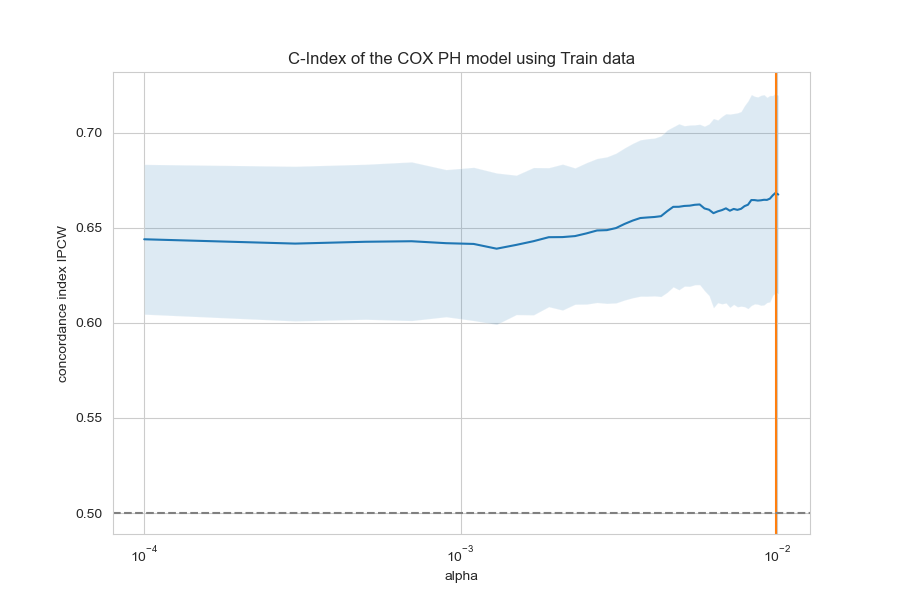 C-Index of the COX PH model using Train data
concordance index IPCW
0.70
0.65
0.60
0.55
0.50
10⁻⁴
10⁻³
10⁻²
alpha